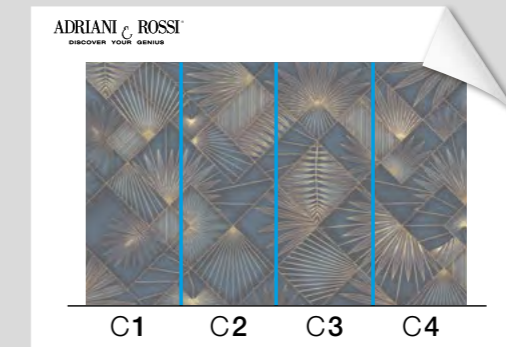 ADRIANI & ROSSI
DISCOVER YOUR GENIUS
C1 C2 C3 C4